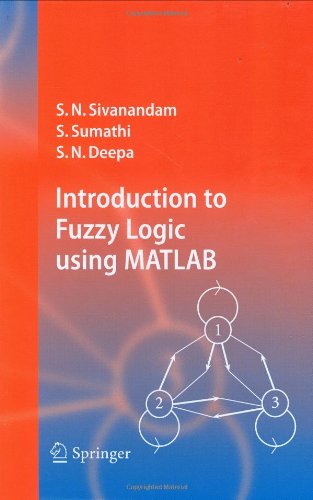 S. N. Sivanandam
S. Sumathi
S. N. Deepa
Introduction to
Fuzzy Logic
using MATLAB
1
2
3
Springer